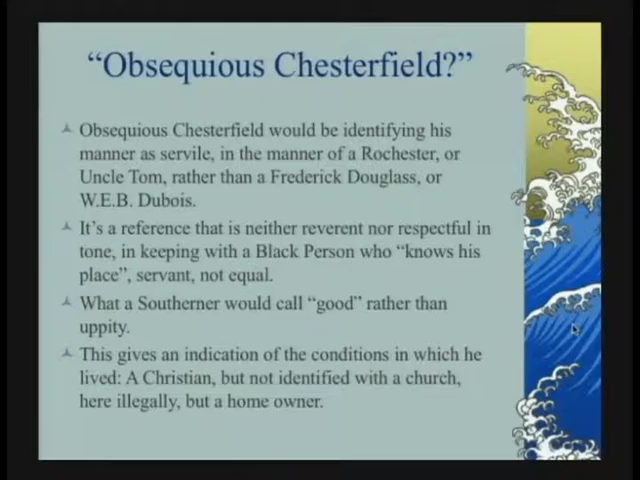 “Obsequious Chesterfield?”
Obsequious Chesterfield would be identifying his
manner as servile, in the manner of a Rochester, or
Uncle Tom, rather than a Frederick Douglass, or
W.E.B. Dubois.
It’s a reference that is neither reverent nor respectful in
tone, in keeping with a Black Person who “knows his
place”, servant, not equal.
What a Southerner would call “good” rather than
uppity.
This gives an indication of the conditions in which he
lived: A Christian, but not identified with a church,
here illegally, but a home owner.